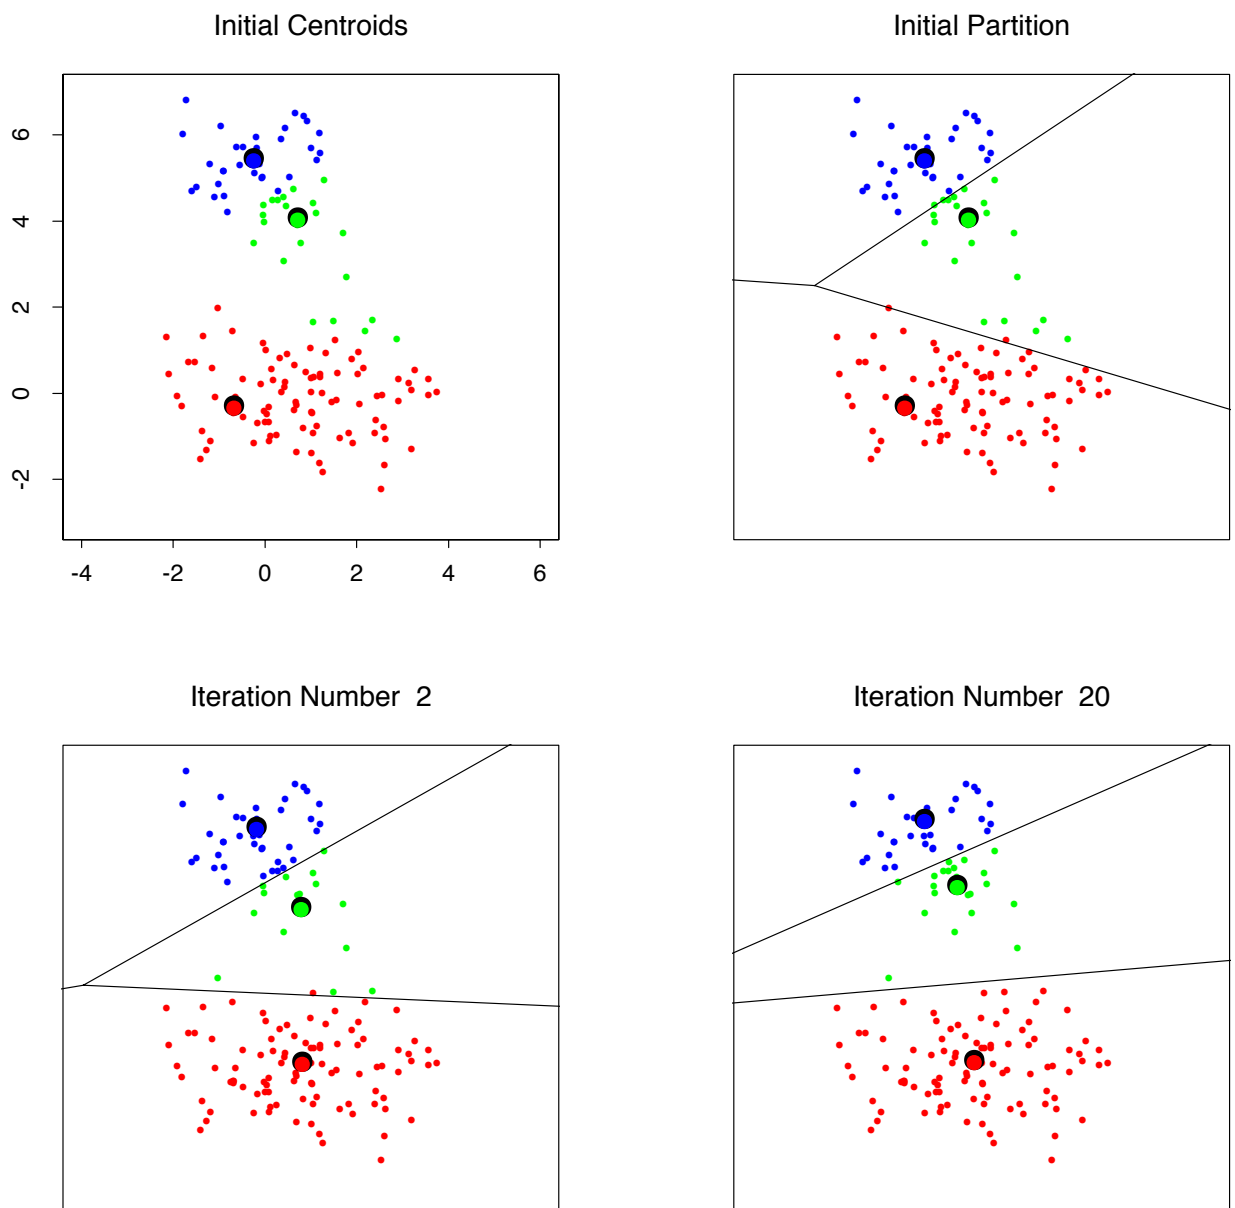 Initial Centroids
Initial Partition
6
4
2
0
-2
-4 -2 0 2 4 6
Iteration Number 2
Iteration Number 20